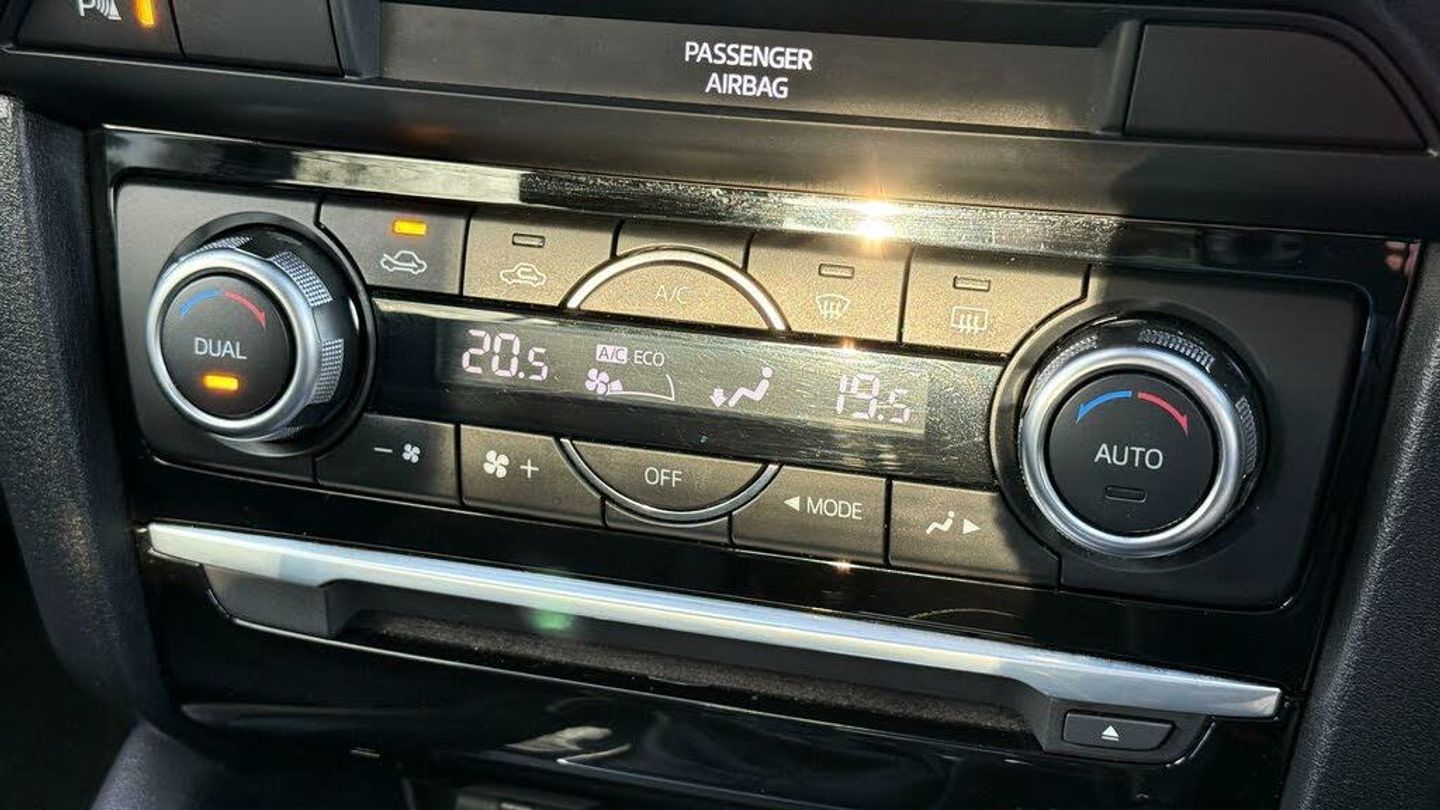 P
PASSENGER
AIRBAG
A/C
DUAL
20.5
A/C ECO
19.5
AUTO
- 
+
OFF
MODE